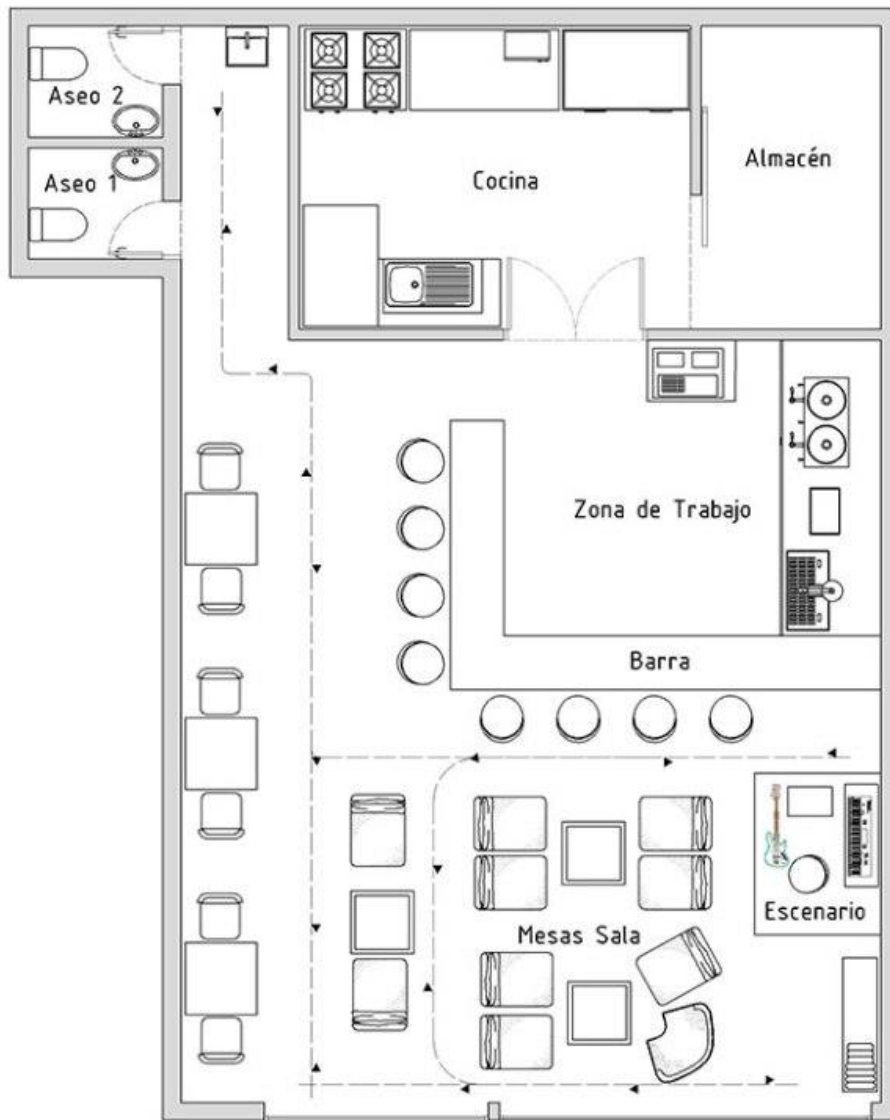 Aseo 2
Aseo 1
Cocina
Almacén
Zona de Trabajo
Barra
Mesas Sala
Escenario